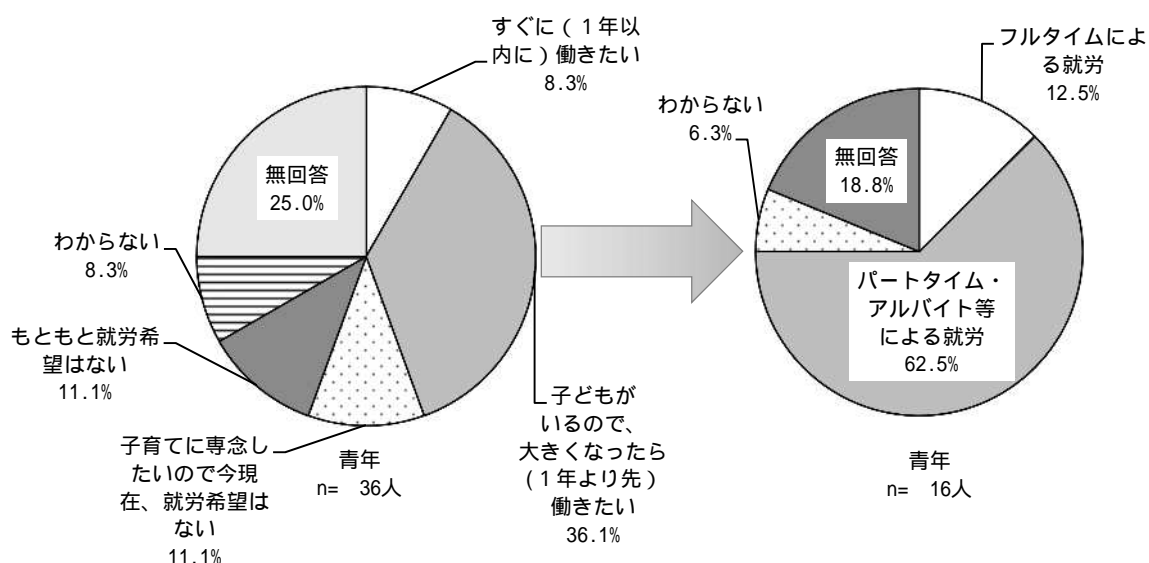 すぐに(1年以
内に)働きたい
8.3%
無回答
25.0%
わからない
8.3%
もともと就労希
望はない
11.1%
子育てに専念し
たいので今現
在、就労希望は
ない
11.1%
青年
n= 36人
子どもが
いるので、
大きくなったら
(1年より先)
働きたい
36.1%
フルタイムによ
る就労
12.5%
わからない
6.3%
無回答
18.8%
パートタイム・
アルバイト等
による就労
62.5%
青年
n= 16人